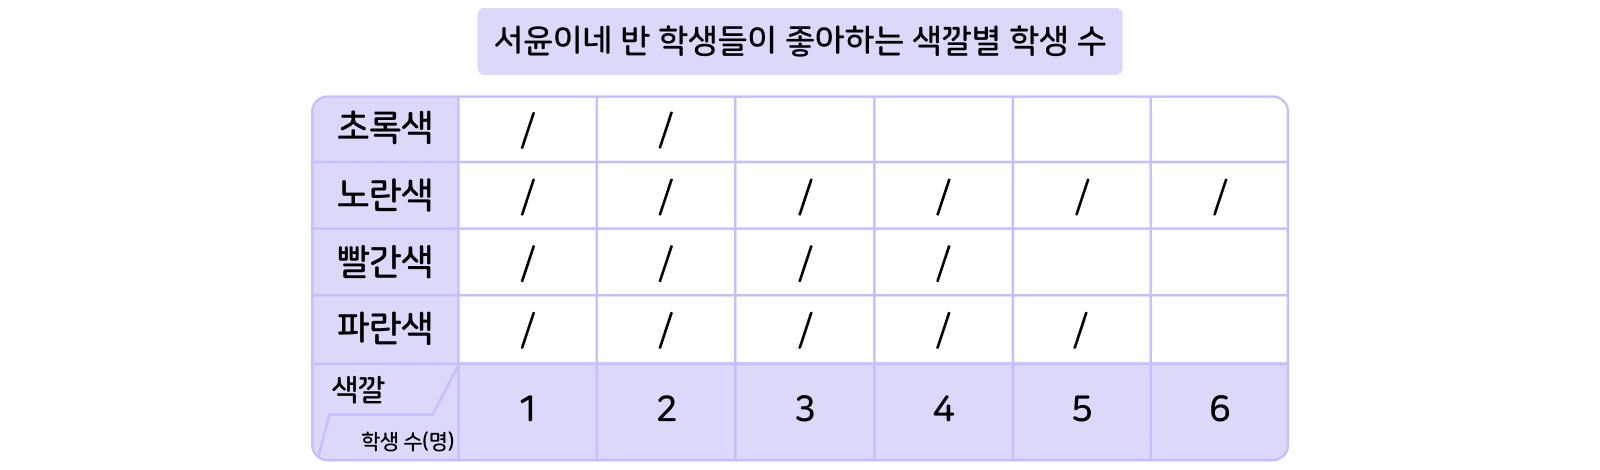 서윤이네 반 학생들이 좋아하는 색깔별 학생 수
초록색 / /
노란색 / / / / / /
빨간색 / / / /
파란색 / / / / /
색깔
학생 수(명) 1 2 3 4 5 6